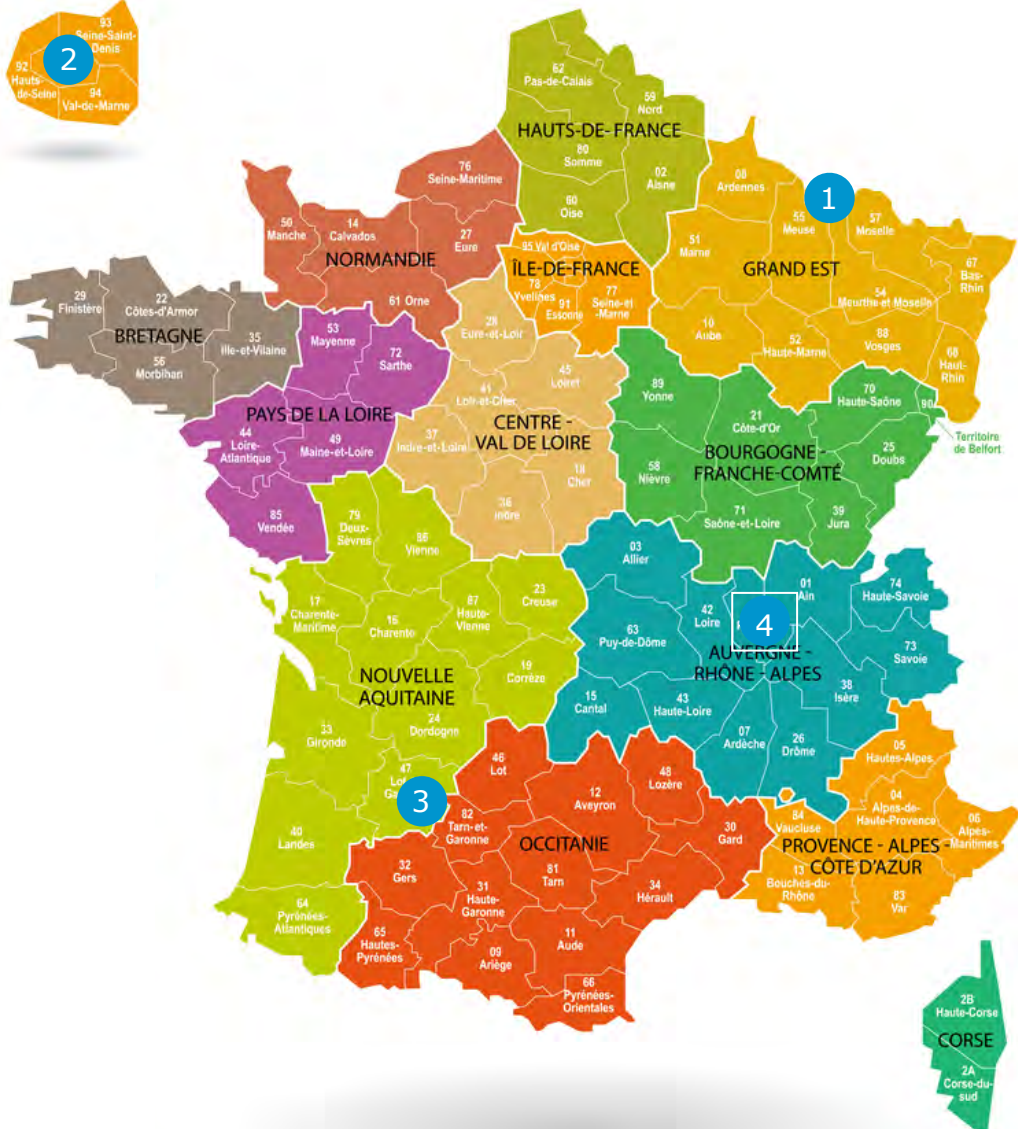 93
Seine-Saint-
Denis
2
92
Hauts-
de-Seine
94
Val-de-Marne
62
Pas-de-Calais
59
Nord
HAUTS-DE- FRANCE
80
Somme
02
Aisne
60
Oise
76
Seine-Maritime
50
Manche
14
Calvados
27
Eure
NORMANDIE
61 Orne
95 Val d'Oise
ÎLE-DE-FRANCE
78
Yvelines
91
Essonne
77
Seine-et
-Marne
08
Ardennes
1
55
Meuse
57
Moselle
51
Marne
GRAND EST
67
Bas-
Rhin
54
Meurthe et Moselle
10
Aube
52
Haute-Marne
88
Vosges
68
Haut-
Rhin
29
Finistère
22
Côtes-d'Armor
BRETAGNE
35
Ille-et-Vilaine
56
Morbihan
53
Mayenne
72
Sarthe
PAYS DE LA LOIRE
44
Loire-
Atlantique
49
Maine-et-Loire
85
Vendée
28
Eure-et-Loir
45
Loiret
41
Loir-et-Cher
CENTRE -
VAL DE LOIRE
37
Indre-et-Loire
18
Cher
36
Indre
89
Yonne
21
Côte-d'Or
70
Haute-Saône
90
Territoire
de Belfort
BOURGOGNE -
FRANCHE-COMTÉ
25
Doubs
58
Nièvre
71
Saône-et-Loire
39
Jura
79
Deux-
Sèvres
86
Vienne
17
Charente-
Maritime
16
Charente
87
Haute-
Vienne
23
Creuse
NOUVELLE
AQUITAINE
19
Corrèze
24
Dordogne
33
Gironde
47
3
40
Landes
64
Pyrénées-
Atlantiques
03
Allier
01
Ain
74
Haute-Savoie
42
Loire
4
63
Puy-de-Dôme
73
Savoie
AUVERGNE -
RHÔNE - ALPES
38
Isère
15
Cantal
43
Haute-Loire
07
Ardèche
26
Drôme
46
Lot
12
Aveyron
48
Lozère
82
Tarn-et-
Garonne
OCCITANIE
30
Gard
32
Gers
31
Haute-
Garonne
81
Tarn
34
Hérault
65
Hautes-
Pyrénées
09
Ariège
11
Aude
66
Pyrénées-
Orientales
05
Hautes-Alpes
04
Alpes-de-
Haute-Provence
06
Alpes-
Maritimes
84
Vaucluse
PROVENCE - ALPES -
CÔTE D'AZUR
13
Bouches-du-
Rhône
83
Var
2B
Haute-Corse
CORSE
2A
Corse-du-
sud